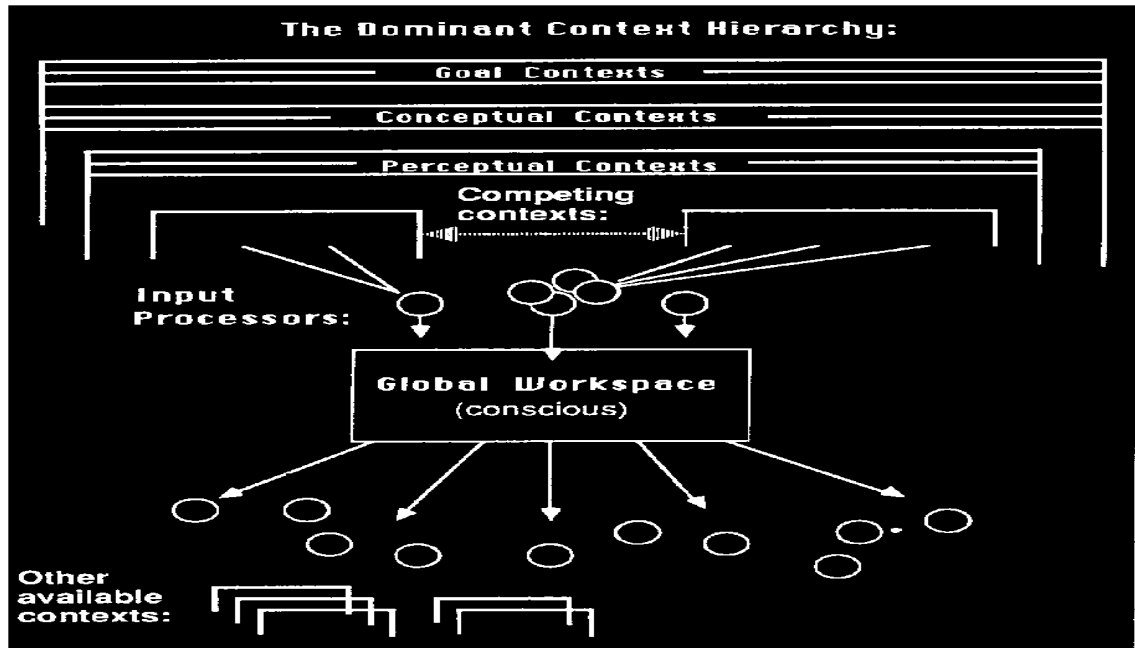 The Dominant Context Hierarchy:
Goal Contexts
Conceptual Contexts
Perceptual Contexts
Competing
contexts:
Input
Processors:
Global Workspace
(conscious)
Other
available
contexts: